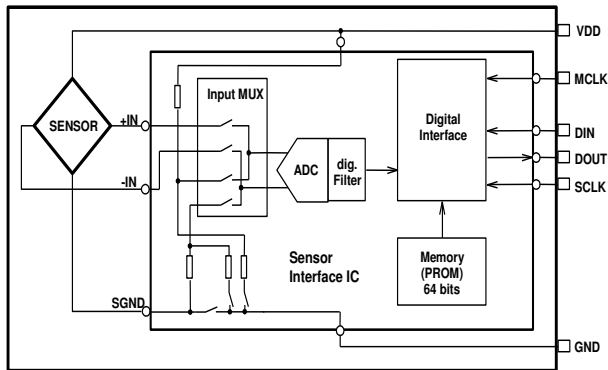 VDD
MCLK
Input MUX
+IN
SENSOR
Digital
Interface
DIN
DOUT
ADC
dig.
Filter
-IN
SCLK
Sensor
Interface IC
Memory
(PROM)
64 bits
SGND
GND